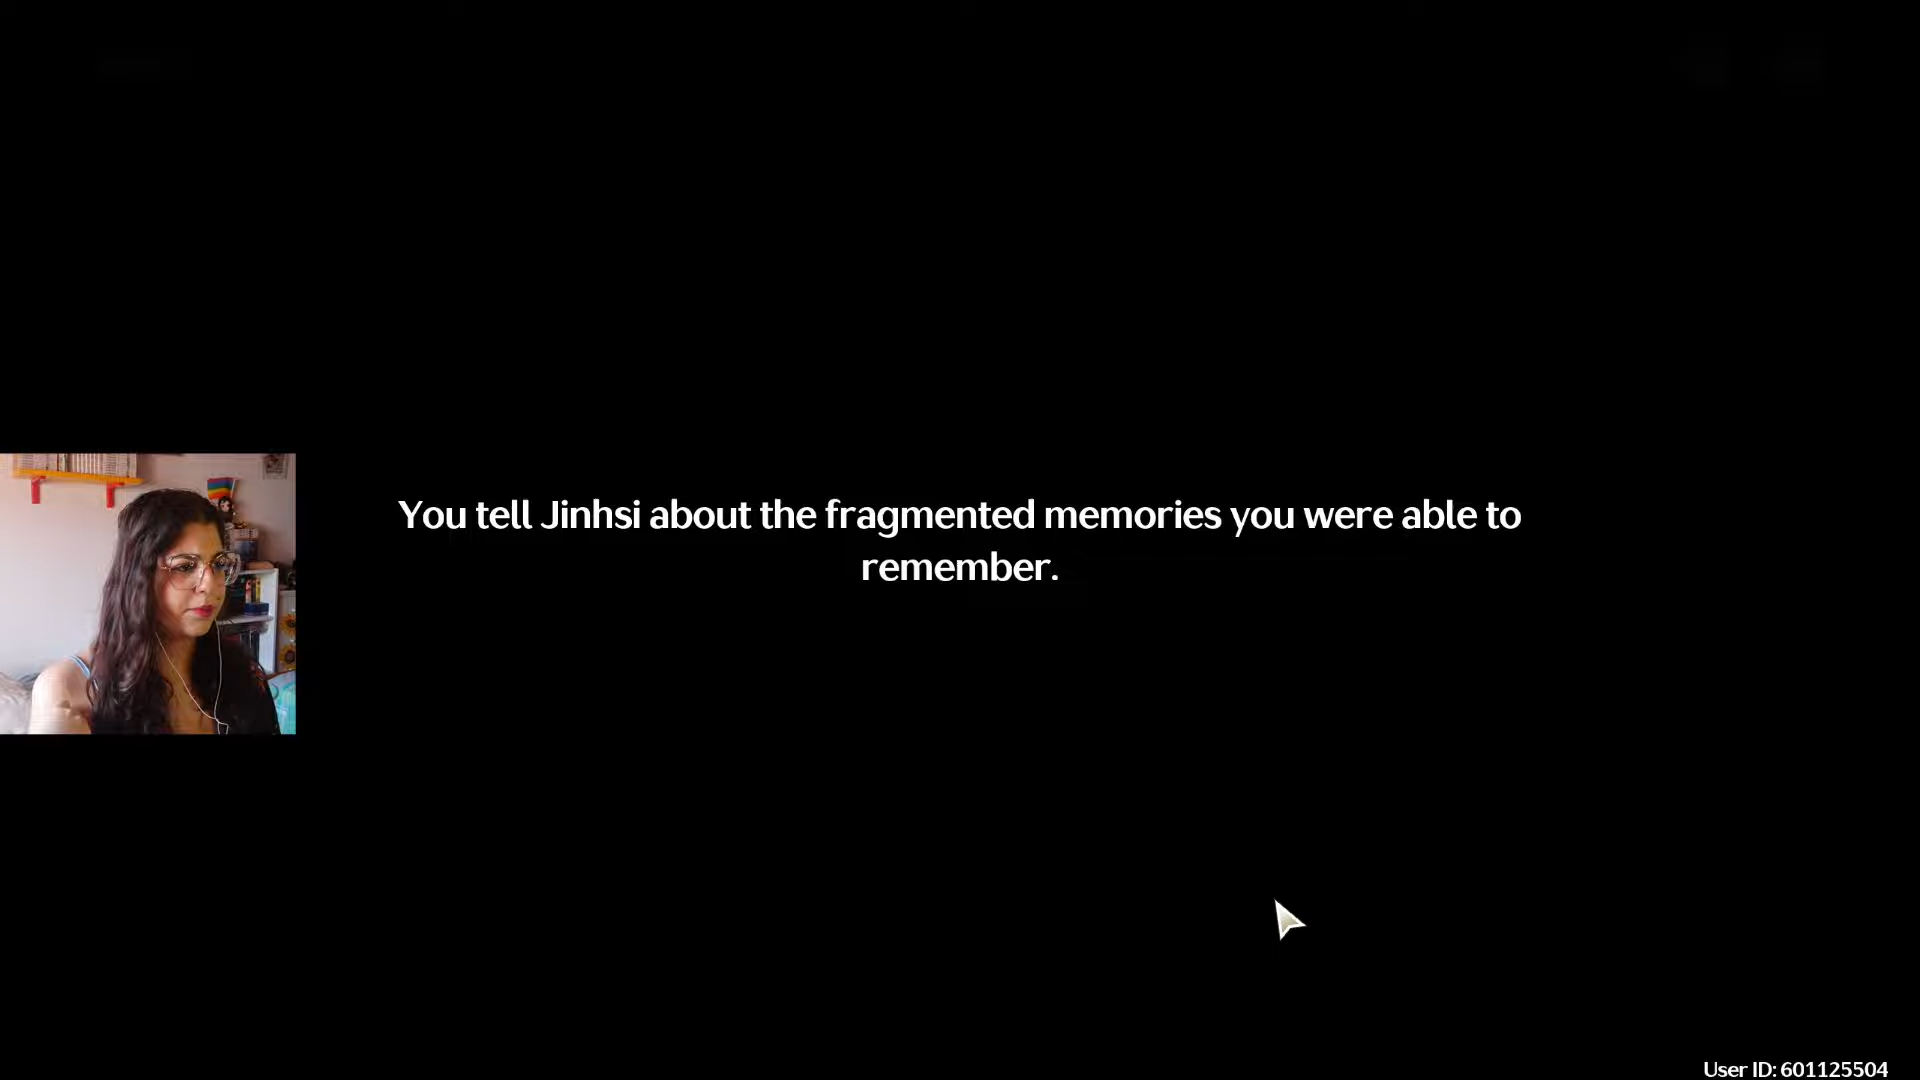 You tell Jinhsi about the fragmented memories you were able to
remember.
User ID: 601125504